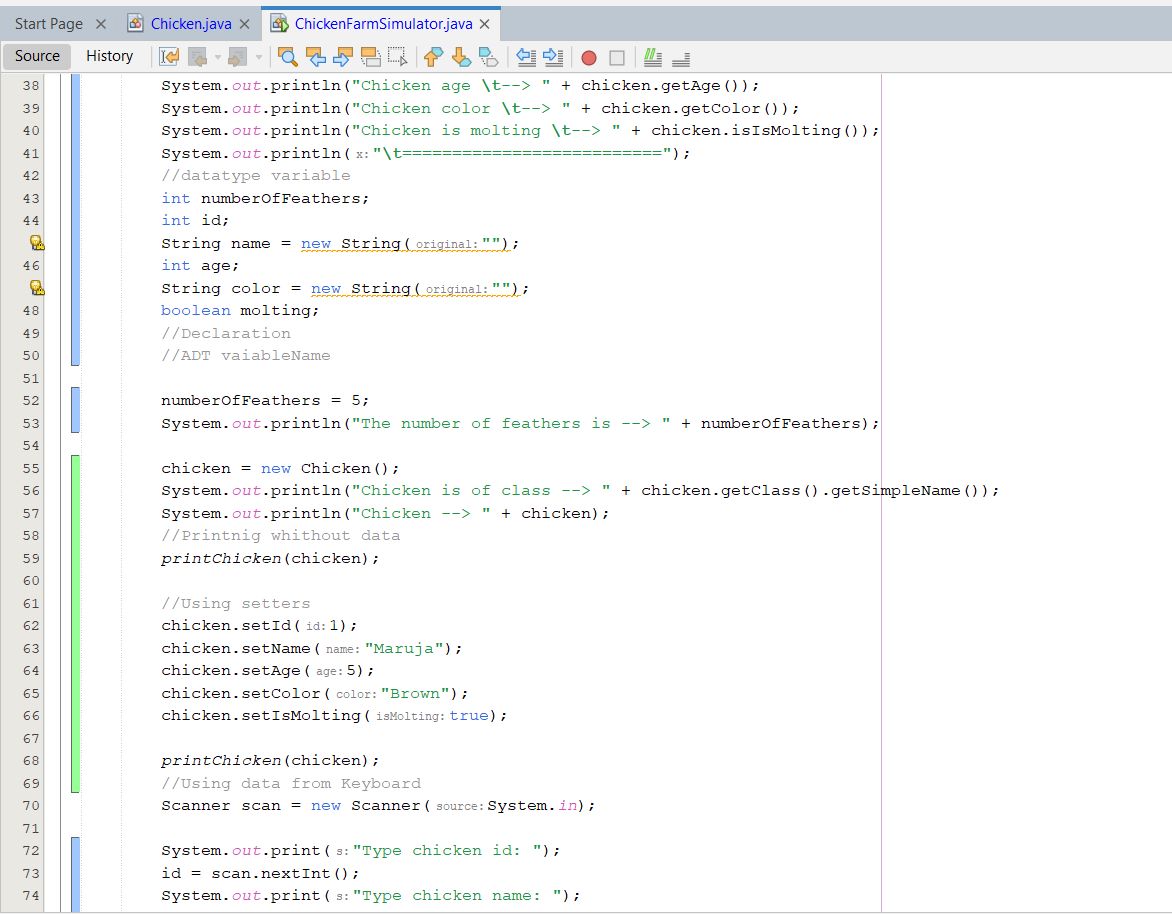 Start Page Chicken.java ChickenFarmSimulator.java
Source History
38 System.out.println("Chicken age \t--> " + chicken.getAge());
39 System.out.println("Chicken color \t--> " + chicken.getColor());
40 System.out.println("Chicken is molting \t--> " + chicken.isIsMolting());
41 System.out.println( x: "\t==========================");
42 //datatype variable
43 int numberOfFeathers;
44 int id;
String name = new String( original: "");
46 int age;
String color = new String( original: "");
48 boolean molting;
49 //Declaration
50 //ADT vaiableName
51
52 numberOfFeathers = 5;
53 System.out.println("The number of feathers is --> " + numberOfFeathers);
54
55 chicken = new Chicken();
56 System.out.println("Chicken is of class --> " + chicken.getClass().getSimpleName());
57 System.out.println("Chicken --> " + chicken);
58 //Printnig whithout data
59 printChicken(chicken);
60
61 //Using setters
62 chicken.setId( id: 1);
63 chicken.setName( name: "Maruja");
64 chicken.setAge( age: 5);
65 chicken.setColor( color: "Brown");
66 chicken.setIsMolting( isMolting: true);
67
68 printChicken(chicken);
69 //Using data from Keyboard
70 Scanner scan = new Scanner( source: System.in);
71
72 System.out.print( s: "Type chicken id: ");
73 id = scan.nextInt();
74 System.out.print( s: "Type chicken name: ");